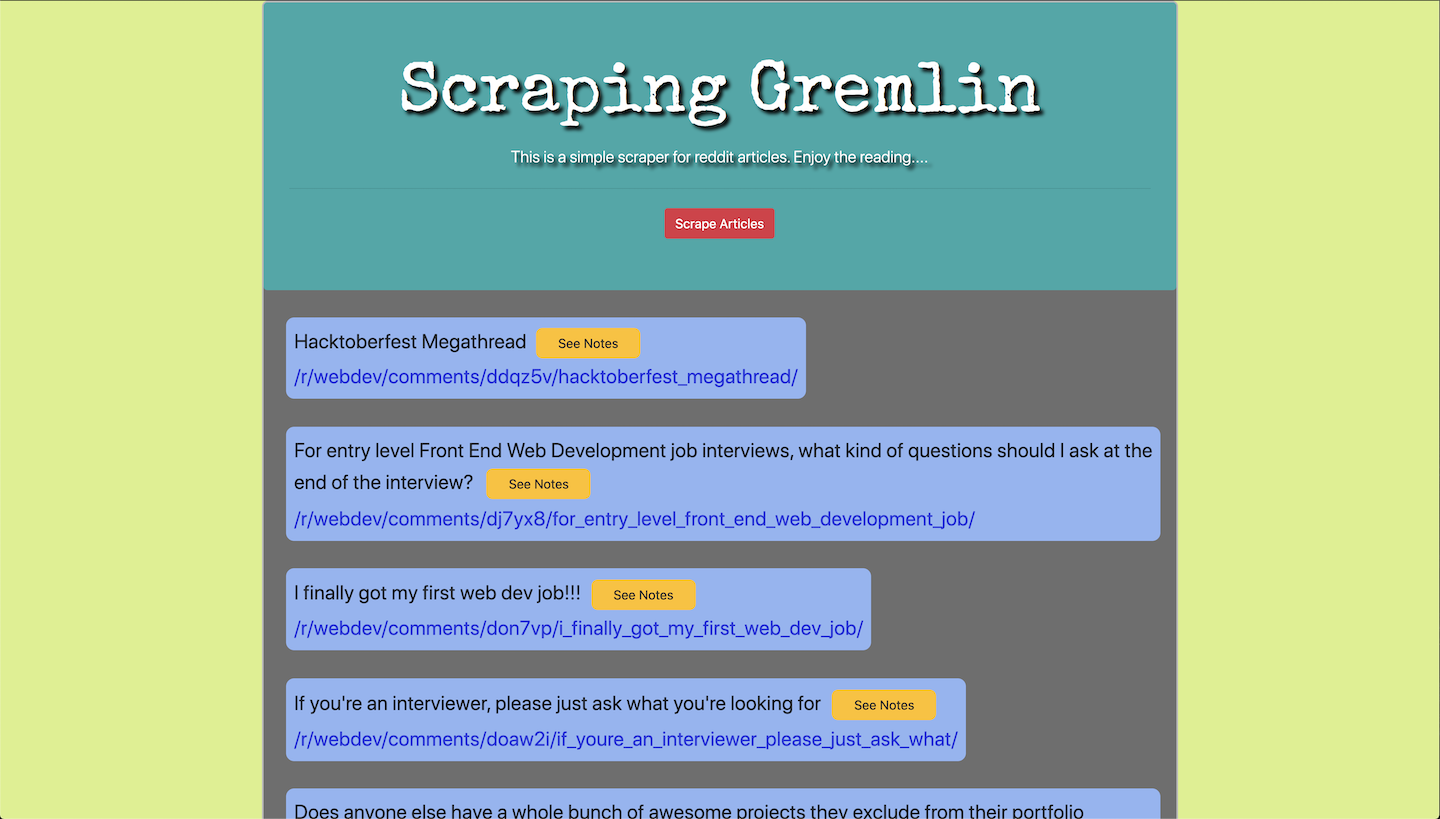 Scraping Gremlin
This is a simple scraper for reddit articles. Enjoy the reading....
Scrape Articles
Hacktoberfest Megathread See Notes
/r/webdev/comments/ddqz5v/hacktoberfest_megathread/
For entry level Front End Web Development job interviews, what kind of questions should I ask at the
end of the interview? See Notes
/r/webdev/comments/dj7yx8/for_entry_level_front_end_web_development_job/
I finally got my first web dev job!!! See Notes
/r/webdev/comments/don7vp/i_finally_got_my_first_web_dev_job/
If you're an interviewer, please just ask what you're looking for See Notes
/r/webdev/comments/doaw2i/if_youre_an_interviewer_please_just_ask_what/
Does anyone else have a whole bunch of awesome projects they exclude from their portfolio